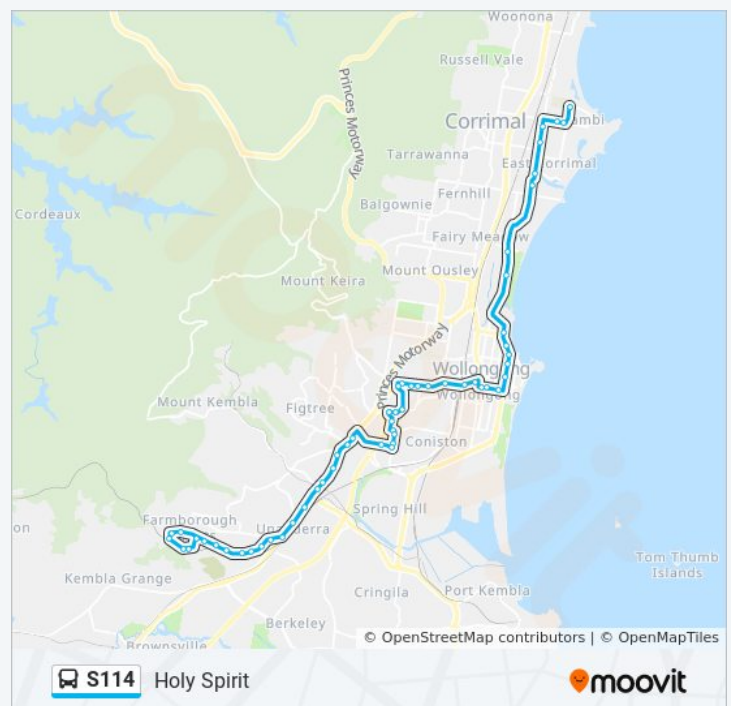 Woonona
Russell Vale
Princes Motorway
Corrimal
Tarrawanna
East Corrimal
Cordeaux
Fernhill
Balgownie
Fairy Meadow
Mount Ousley
Mount Keira
Princes Motorway
Wollongong
Wollongong
Mount Kembla
Figtree
Coniston
Spring Hill
Farmborough
Unanderra
Tom Thumb
Islands
Kembla Grange
Port Kembla
Cringila
Berkeley
Brownsville
© OpenStreetMap contributors | © OpenMapTiles
S114 Holy Spirit
moovit